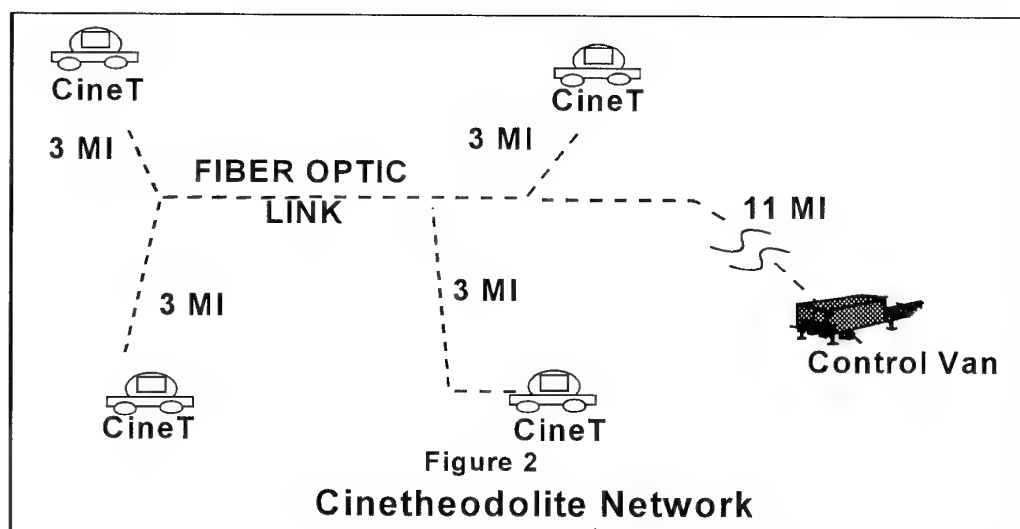 CineT
CineT
3 MI
3 MI
FIBER OPTIC
LINK
11 MI
3 MI
3 MI
Control Van
CineT
CineT
Figure 2
Cinetheodolite Network